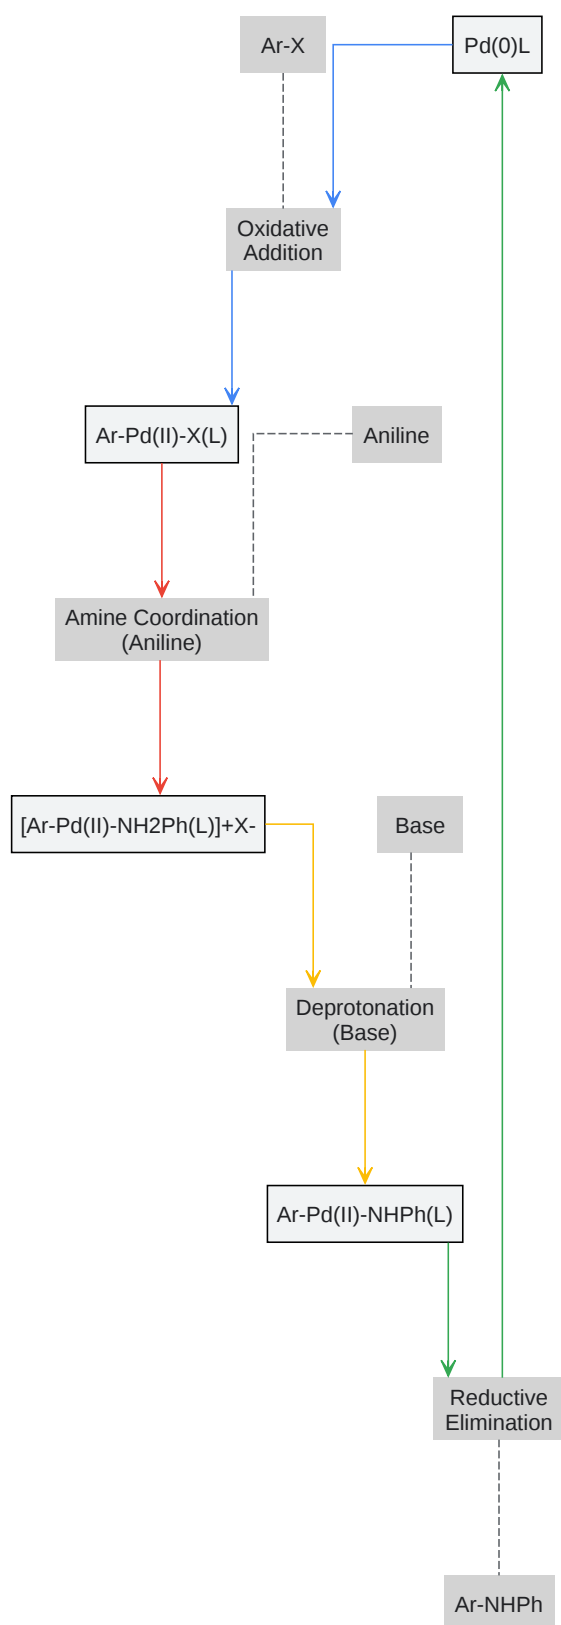 Ar-X
Pd(0)L
Oxidative
Addition
Ar-Pd(II)-X(L)
Aniline
Amine Coordination
(Aniline)
[Ar-Pd(II)-NH2Ph(L)]+X-
Base
Deprotonation
(Base)
Ar-Pd(II)-NHPh(L)
Reductive
Elimination
Ar-NHPh